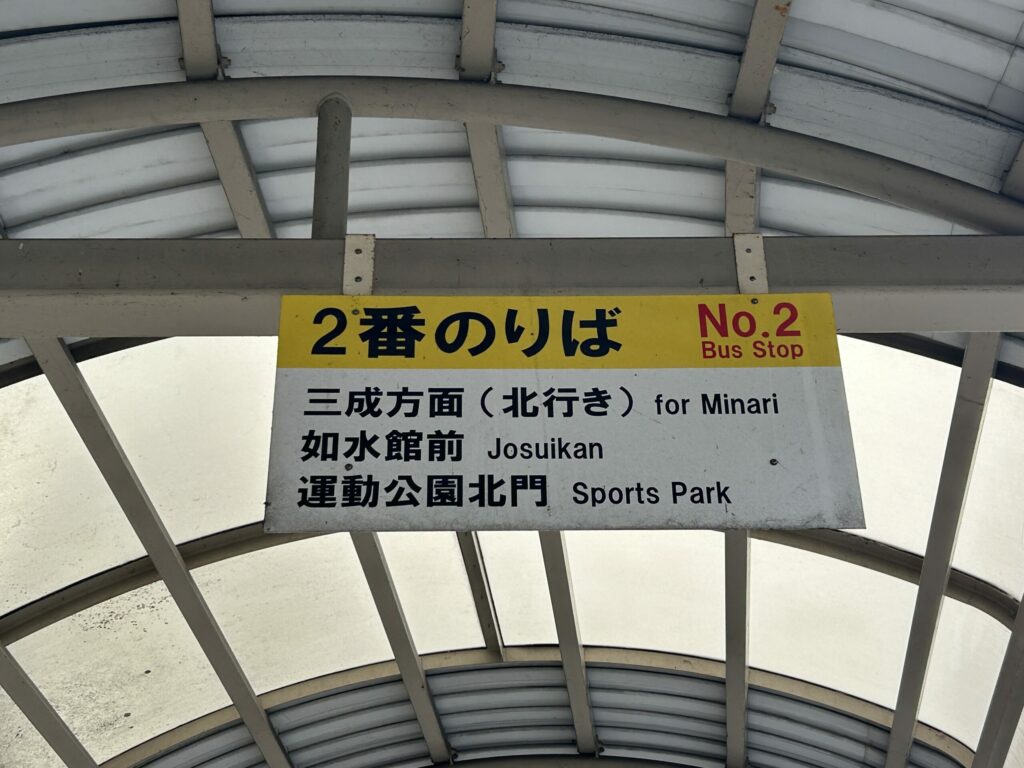 2番のりば No.2
Bus Stop
三成方面（北行き） for Minari
如水館前 Josuikan
運動公園北門 Sports Park